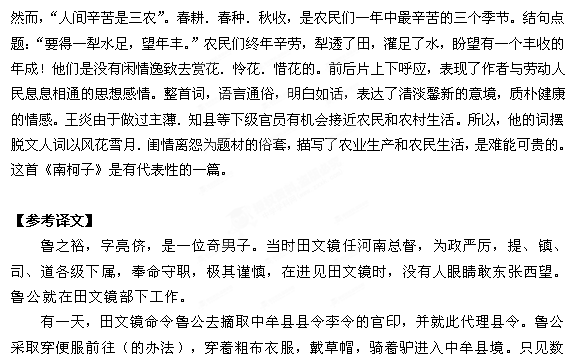 然而，“人间辛苦是三农”。春耕．春种．秋收，是农民们一年中最辛苦的三个季节。结句点
题：“要得一犁水足，望年丰。”农民们终年辛劳，犁透了田，灌足了水，盼望有一个丰收的
年成！他们是没有闲情逸致去赏花．怜花．惜花的。前后片上下呼应，表现了作者与劳动人
民息息相通的思想感情。整首词，语言通俗，明白如话，表达了清淡馨新的意境，质朴健康
的情感。王炎由于做过主薄．知县等下级官员有机会接近农民和农村生活。所以，他的词摆
脱文人词以风花雪月．闺情离怨为题材的俗套，描写了农业生产和农民生活，是难能可贵的。
这首《南柯子》是有代表性的一篇。
【参考译文】
鲁之裕，字亮侪，是一位奇男子。当时田文镜任河南总督，为政严厉，提、镇、
司、道各级下属，奉命守职，极其谨慎，在进见田文镜时，没有人眼睛敢东张西望。
鲁公就在田文镜部下工作。
有一天，田文镜命令鲁公去摘取中牟县县令李令的官印，并就此代理县令。鲁公
采取穿便服前往（的办法），穿着粗布衣服，戴草帽，骑着驴进入中牟县境。只见数